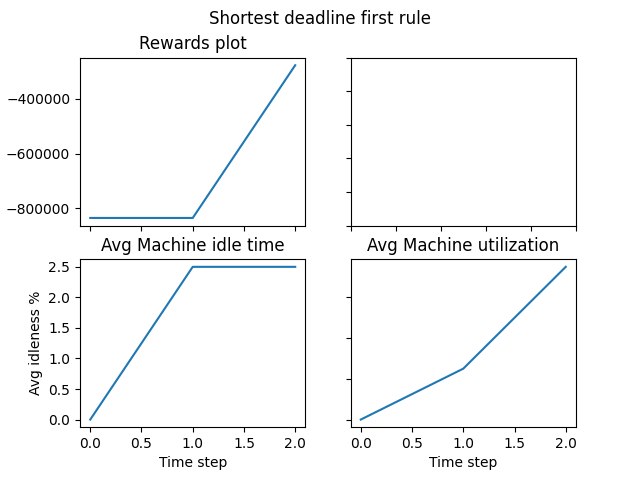 Shortest deadline first rule
Rewards plot
−400000
−600000
−800000
Avg Machine idle time
Avg Machine utilization
2.5
2.0
1.5
1.0
0.5
0.0
Avg idleness %
0.0 0.5 1.0 1.5 2.0
0.0 0.5 1.0 1.5 2.0
Time step
Time step